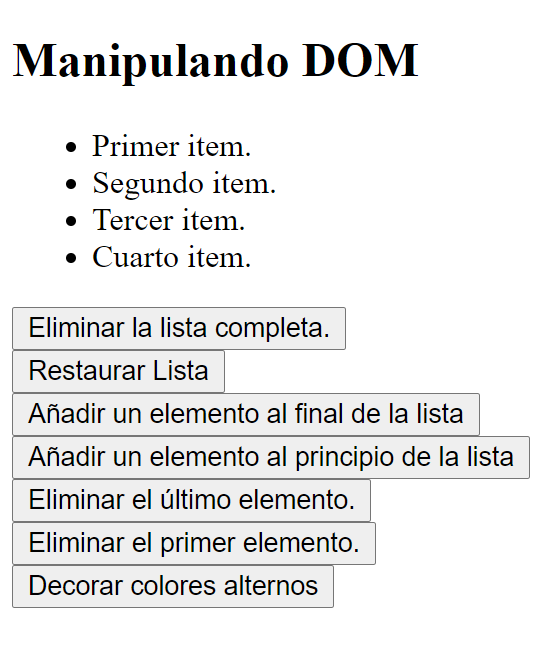 Manipulando DOM
Primer item.
Segundo item.
Tercer item.
Cuarto item.
Eliminar la lista completa.
Restaurar Lista
Añadir un elemento al final de la lista
Añadir un elemento al principio de la lista
Eliminar el último elemento.
Eliminar el primer elemento.
Decorar colores alternos